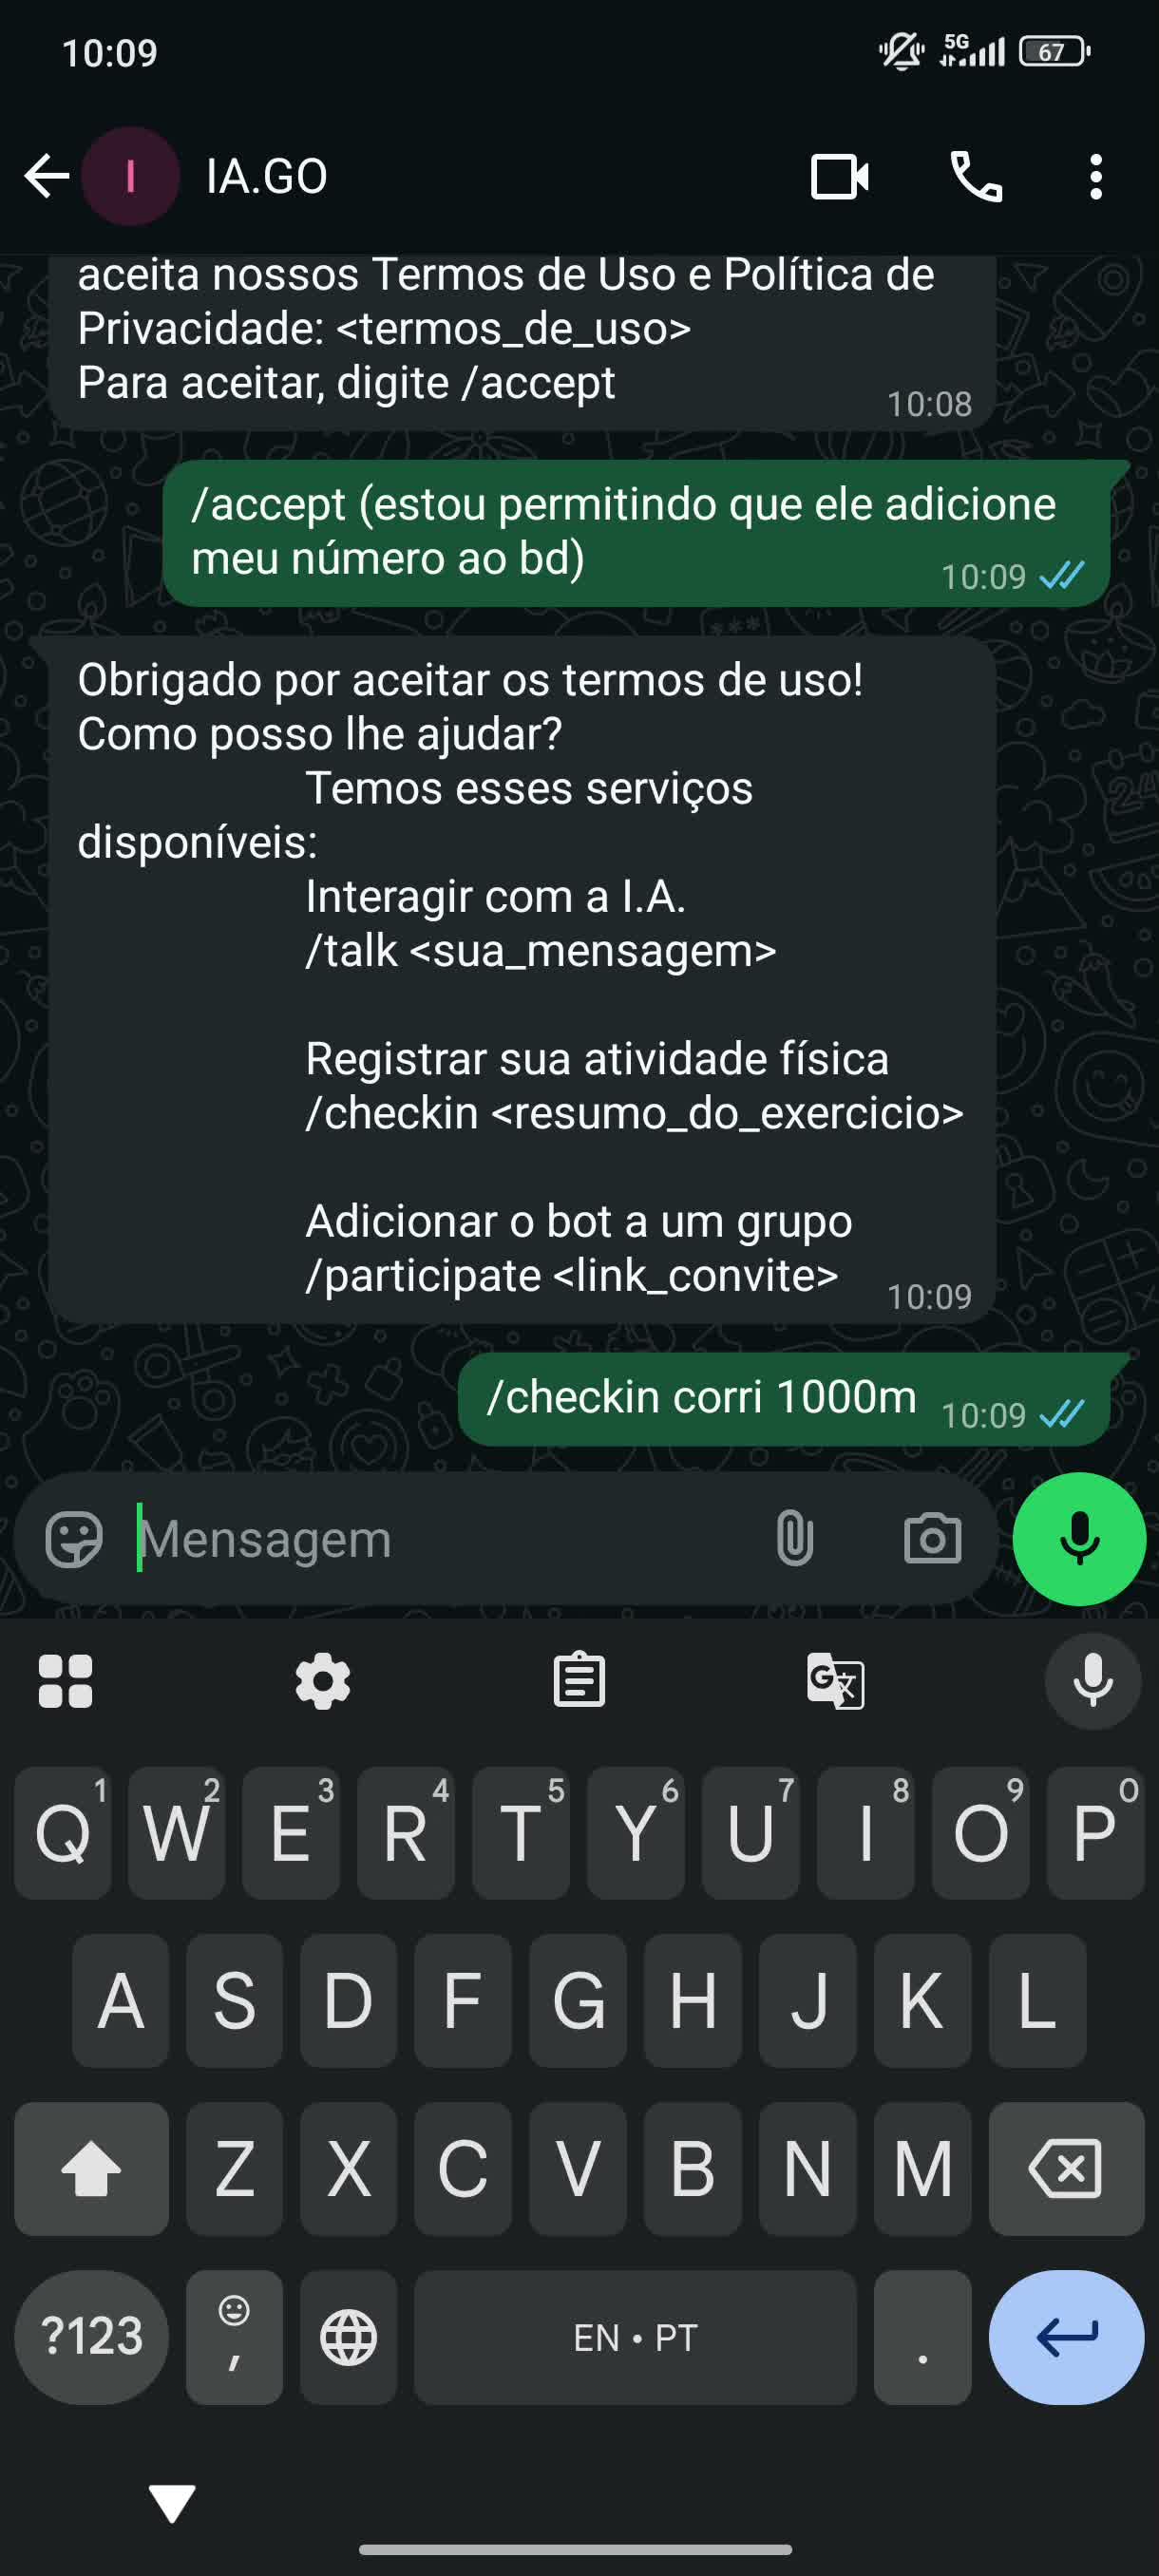 10:09
5G
67
I
IA.GO
aceita nossos Termos de Uso e Política de
Privacidade: <termos_de_uso>
Para aceitar, digite /accept
10:08
/accept (estou permitindo que ele adicione
meu número ao bd)
10:09
Obrigado por aceitar os termos de uso!
Como posso lhe ajudar?
Temos esses serviços
disponíveis:
Interagir com a I.A.
/talk <sua_mensagem>
Registrar sua atividade física
/checkin <resumo_do_exercicio>
Adicionar o bot a um grupo
/participate <link_convite>
10:09
/checkin corri 1000m
10:09
Mensagem
1 2 3 4 5 6 7 8 9 0
Q W E R T Y U I O P
A S D F G H J K L
Z X C V B N M
?123 , EN • PT .